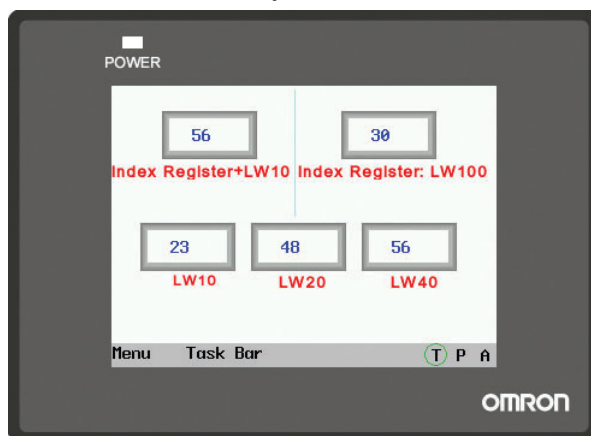 POWER
56 30
Index Register+LW10 Index Register: LW100
23 48 56
LW10 LW20 LW40
Menu Task Bar T P A
OMRON